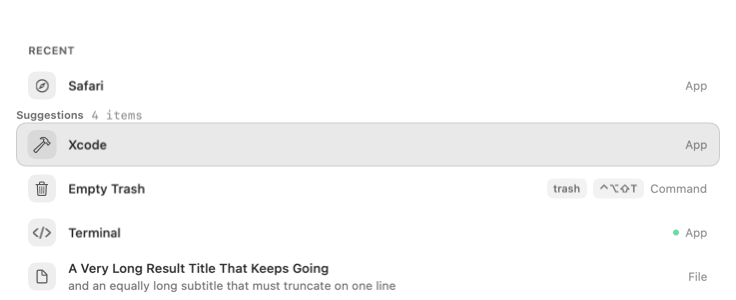 RECENT
Safari App
Suggestions 4 items
Xcode App
Empty Trash trash ^⌥⇧T Command
Terminal App
A Very Long Result Title That Keeps Going File
and an equally long subtitle that must truncate on one line